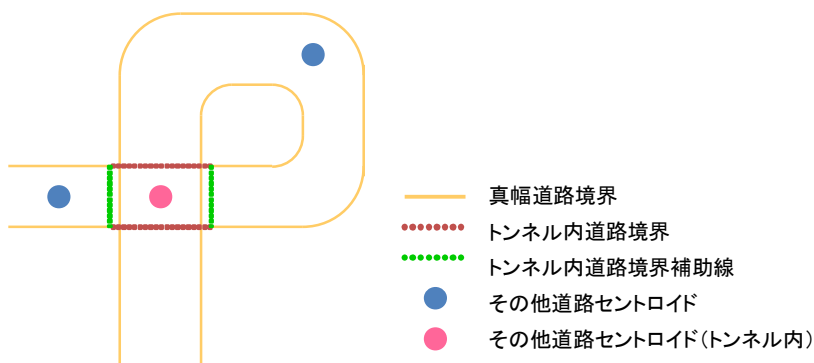 真幅道路境界
トンネル内道路境界
トンネル内道路境界補助線
その他道路セントロイド
その他道路セントロイド(トンネル内)